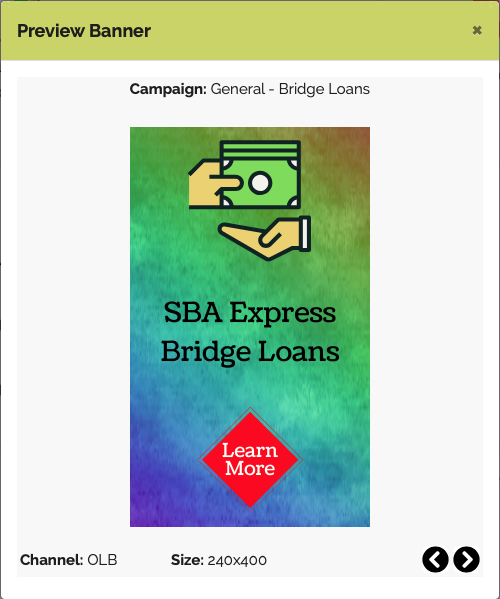 Preview Banner
Campaign: General - Bridge Loans
SBA Express
Bridge Loans
Learn
More
Channel: OLB Size: 240x400